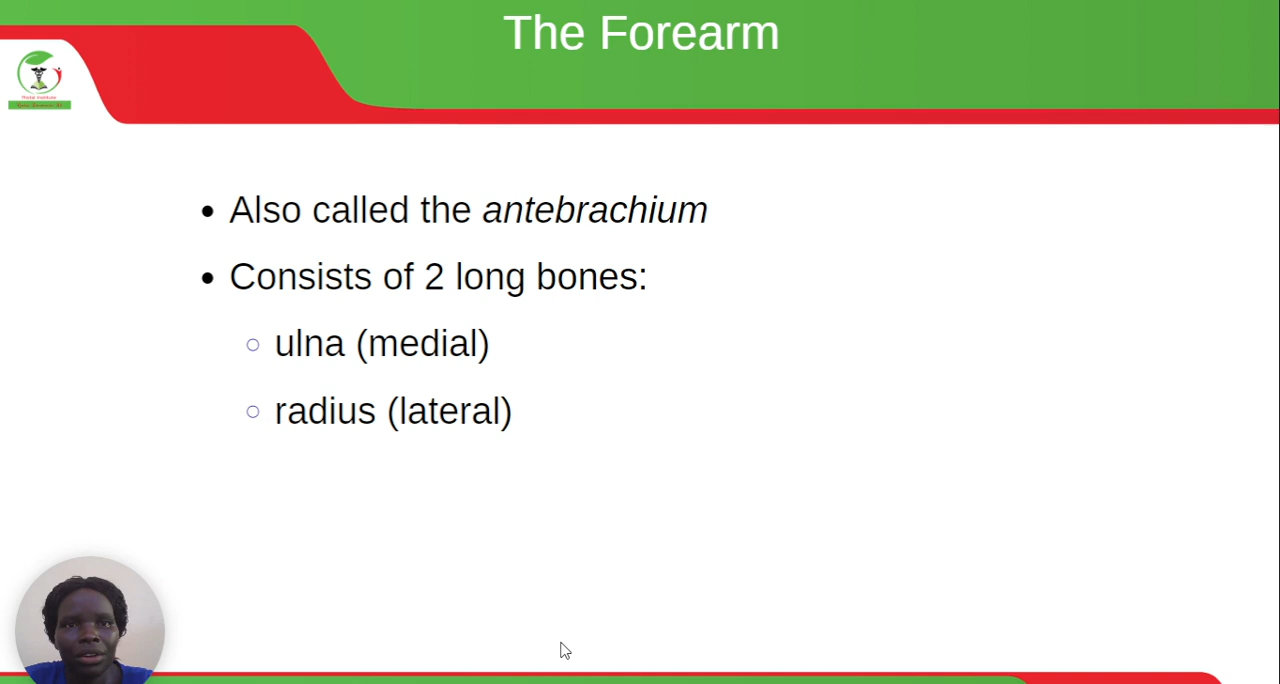 The Forearm
Also called the antebrachium
Consists of 2 long bones:
ulna (medial)
radius (lateral)